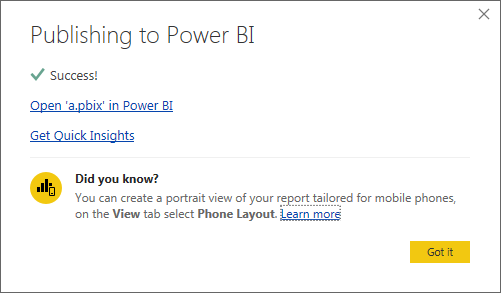 Publishing to Power BI
Success!
Open 'a.pbix' in Power BI
Get Quick Insights
Did you know?
You can create a portrait view of your report tailored for mobile phones,
on the View tab select Phone Layout. Learn more
Got it